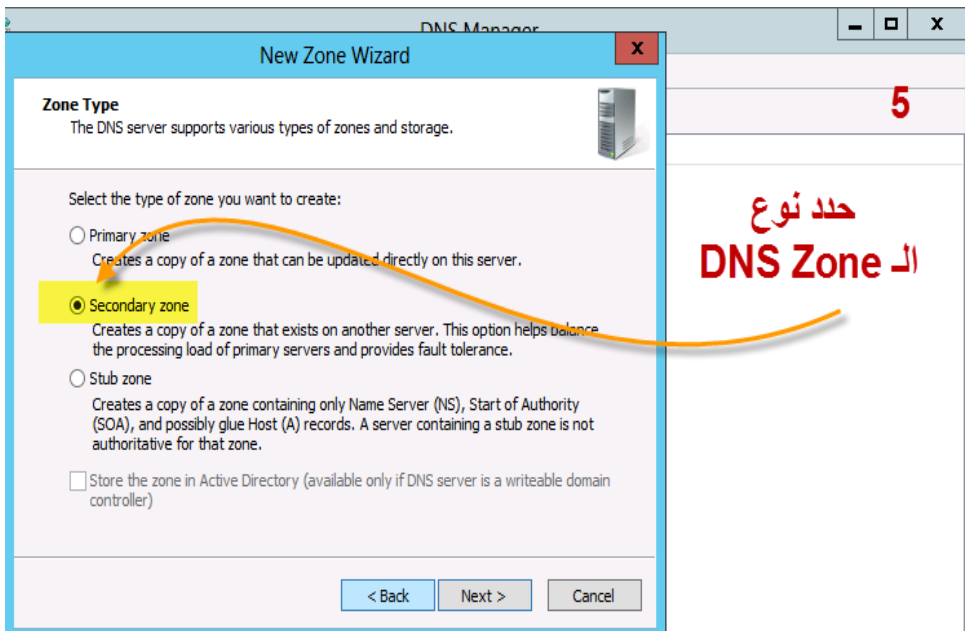 DNS Manager
New Zone Wizard
Zone Type
The DNS server supports various types of zones and storage.
Select the type of zone you want to create:
Primary zone
Creates a copy of a zone that can be updated directly on this server.
Secondary zone
Creates a copy of a zone that exists on another server. This option helps balance
the processing load of primary servers and provides fault tolerance.
Stub zone
Creates a copy of a zone containing only Name Server (NS), Start of Authority
(SOA), and possibly glue Host (A) records. A server containing a stub zone is not
authoritative for that zone.
Store the zone in Active Directory (available only if DNS server is a writeable domain
controller)
< Back
Next >
Cancel
5
حدد نوع
الـ DNS Zone